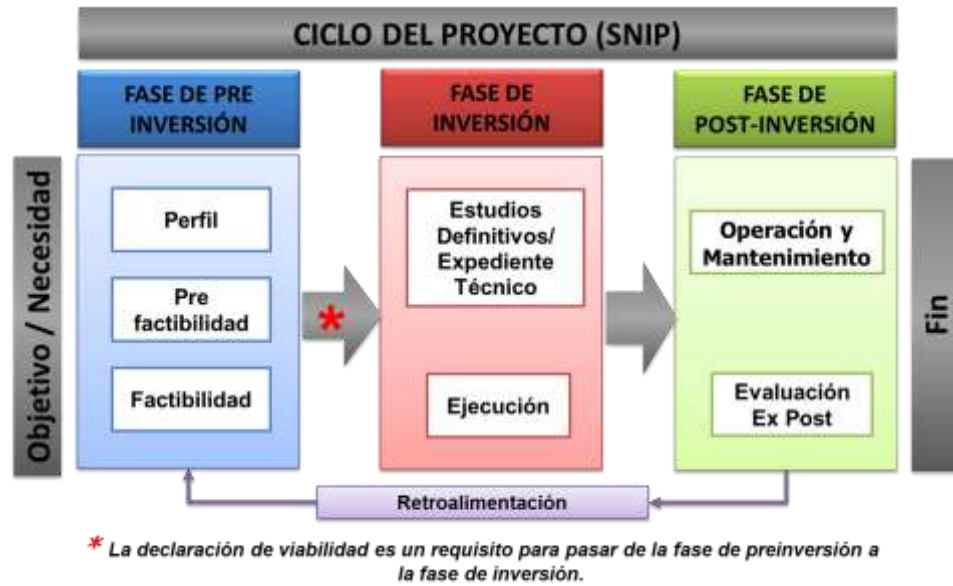 CICLO DEL PROYECTO (SNIP)
FASE DE PRE
INVERSIÓN
FASE DE
INVERSIÓN
FASE DE
POST-INVERSIÓN
Objetivo / Necesidad
Perfil
Pre
factibilidad
Factibilidad
*
Estudios
Definitivos/
Expediente
Técnico
Ejecución
Operación y
Mantenimiento
Evaluación
Ex Post
Fin
Retroalimentación
* La declaración de viabilidad es un requisito para pasar de la fase de preinversión a
la fase de inversión.